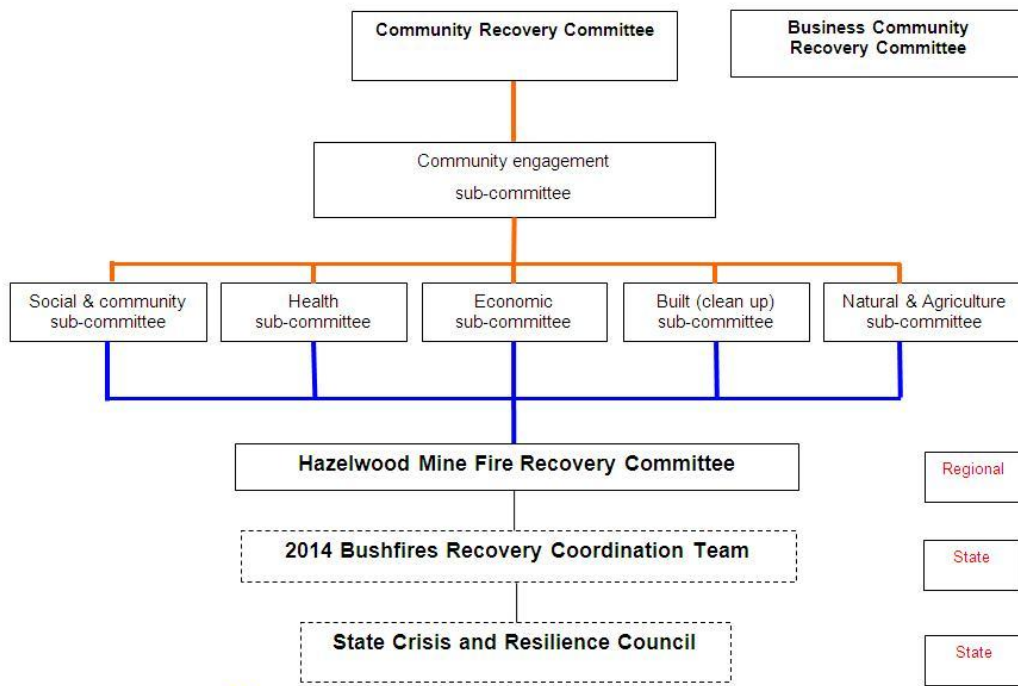 Community Recovery Committee
Business Community
Recovery Committee
Community engagement
sub-committee
Social & community
sub-committee
Health
sub-committee
Economic
sub-committee
Built (clean up)
sub-committee
Natural & Agriculture
sub-committee
Hazelwood Mine Fire Recovery Committee
Regional
2014 Bushfires Recovery Coordination Team
State
State Crisis and Resilience Council
State